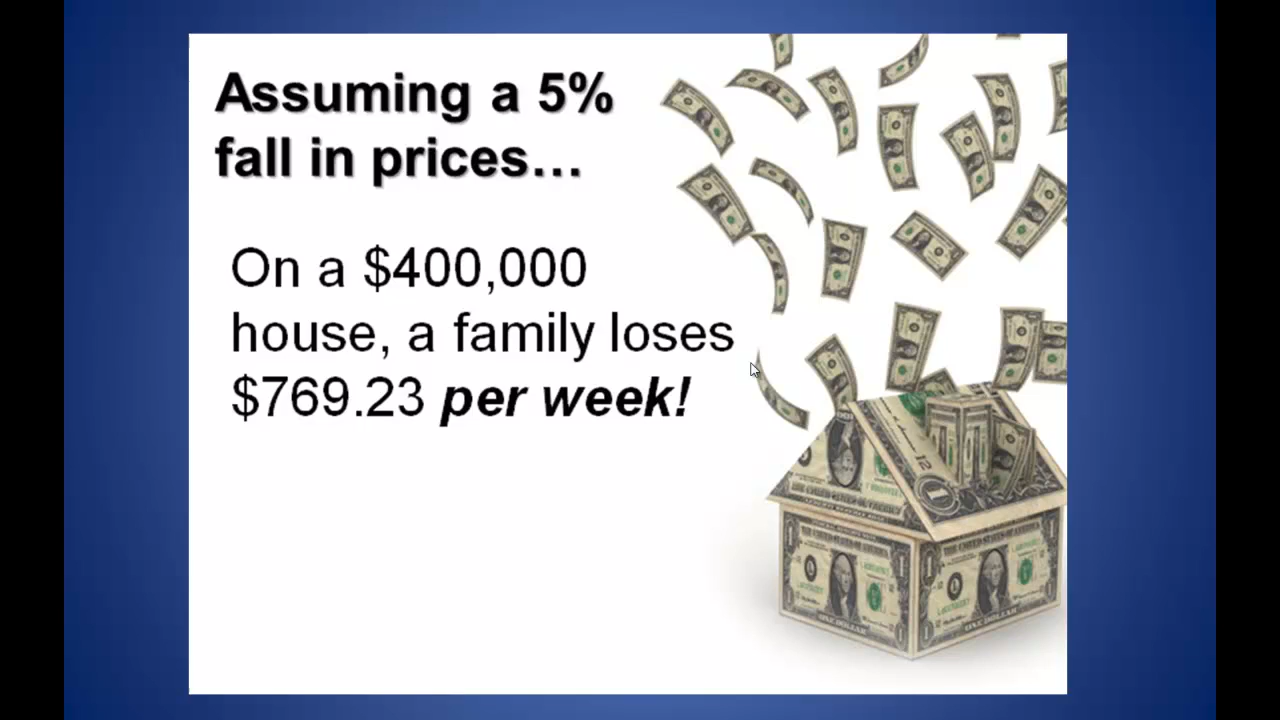 Assuming a 5%
fall in prices…
On a $400,000
house, a family loses
$769.23 per week!